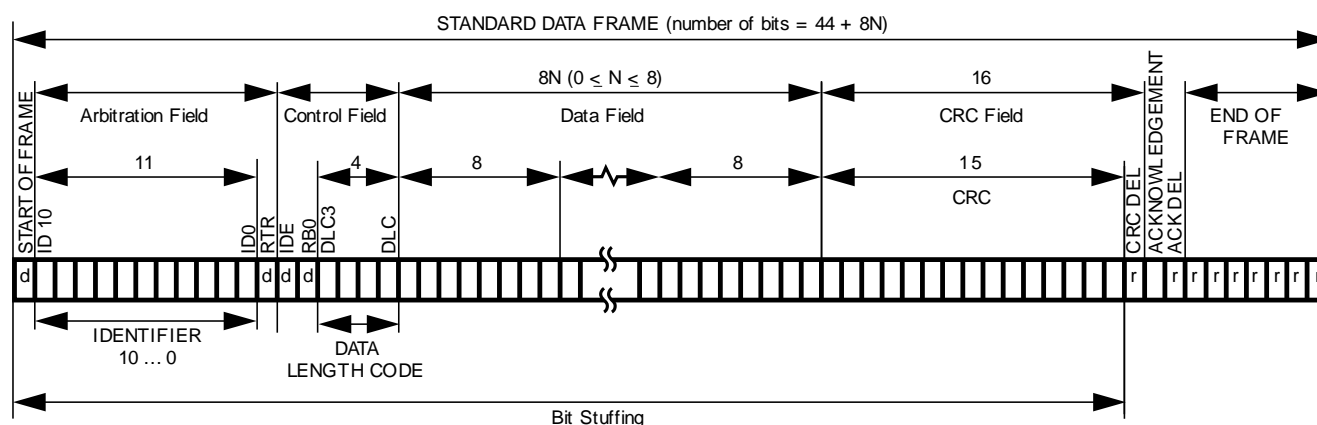 STANDARD DATA FRAME (number of bits = 44 + 8N)
8N (0 ≤ N ≤ 8)
16
Arbitration Field
Control Field
Data Field
CRC Field
END OF
FRAME
11
4
8
8
15
CRC
START OF FRAME
ID 10
ID0
RTR
IDE
RB0
DLC3
DLC
CRC DEL
ACKNOWLEDGEMENT
ACK DEL
d d d d r r r r r r r r r
IDENTIFIER
10 … 0
DATA
LENGTH CODE
Bit Stuffing